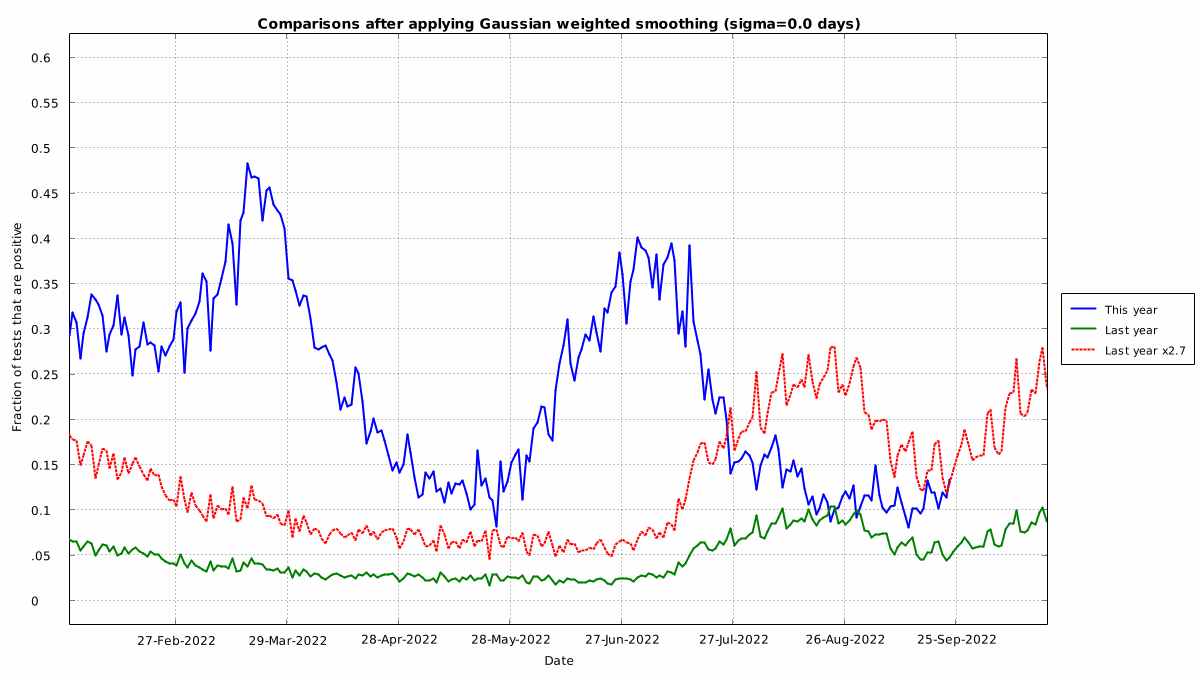 Comparisons after applying Gaussian weighted smoothing (sigma=0.0 days)
Fraction of tests that are positive
0.6
0.55
0.5
0.45
0.4
0.35
0.3
0.25
0.2
0.15
0.1
.05
0
27-Feb-2022
29-Mar-2022
28-Apr-2022
28-May-2022
27-Jun-2022
27-Jul-2022
26-Aug-2022
25-Sep-2022
Date
This year
Last year
Last year x2.7